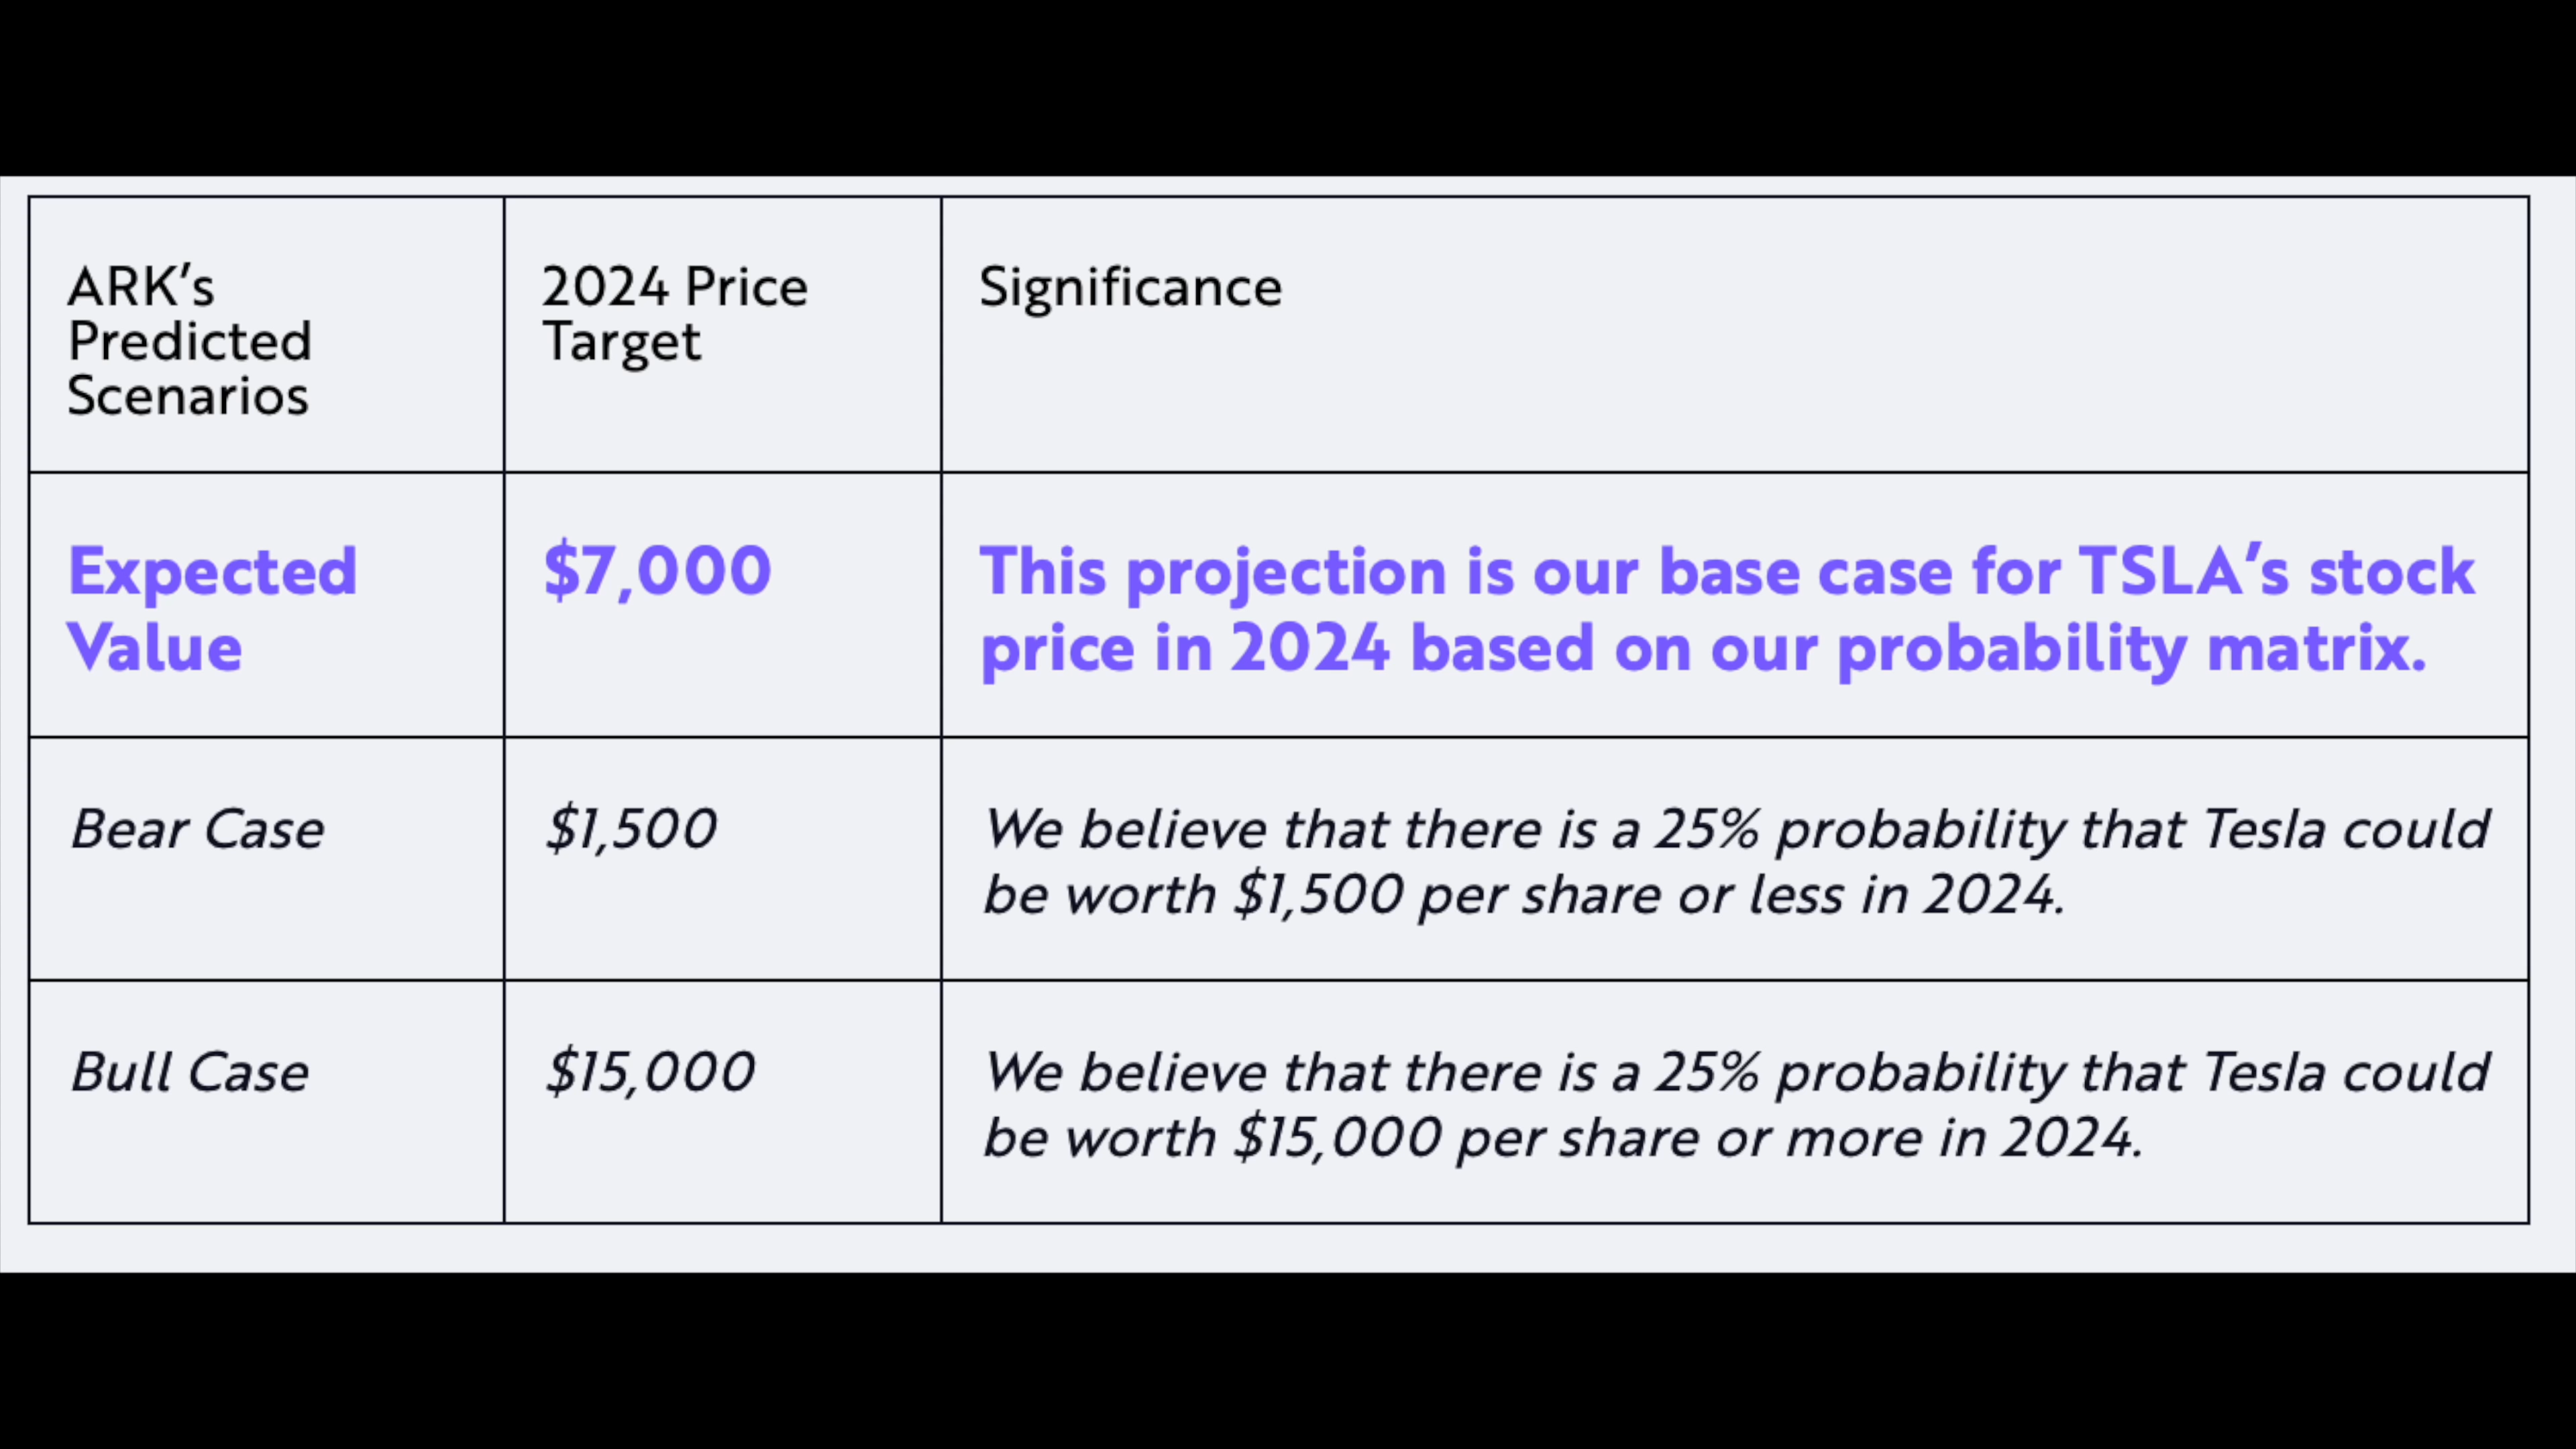 ARK’s
Predicted
Scenarios
2024 Price
Target
Significance
Expected
Value
$7,000
This projection is our base case for TSLA’s stock
price in 2024 based on our probability matrix.
Bear Case
$1,500
We believe that there is a 25% probability that Tesla could
be worth $1,500 per share or less in 2024.
Bull Case
$15,000
We believe that there is a 25% probability that Tesla could
be worth $15,000 per share or more in 2024.